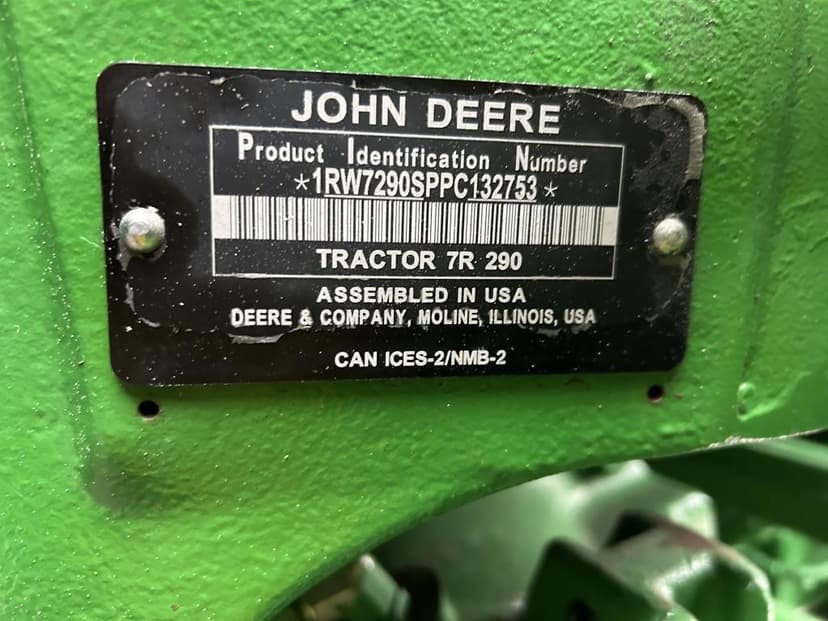 JOHN DEERE
Product Identification Number
*1RW7290SPPC132753*
TRACTOR 7R 290
ASSEMBLED IN USA
DEERE & COMPANY, MOLINE, ILLINOIS, USA
CAN ICES-2/NMB-2